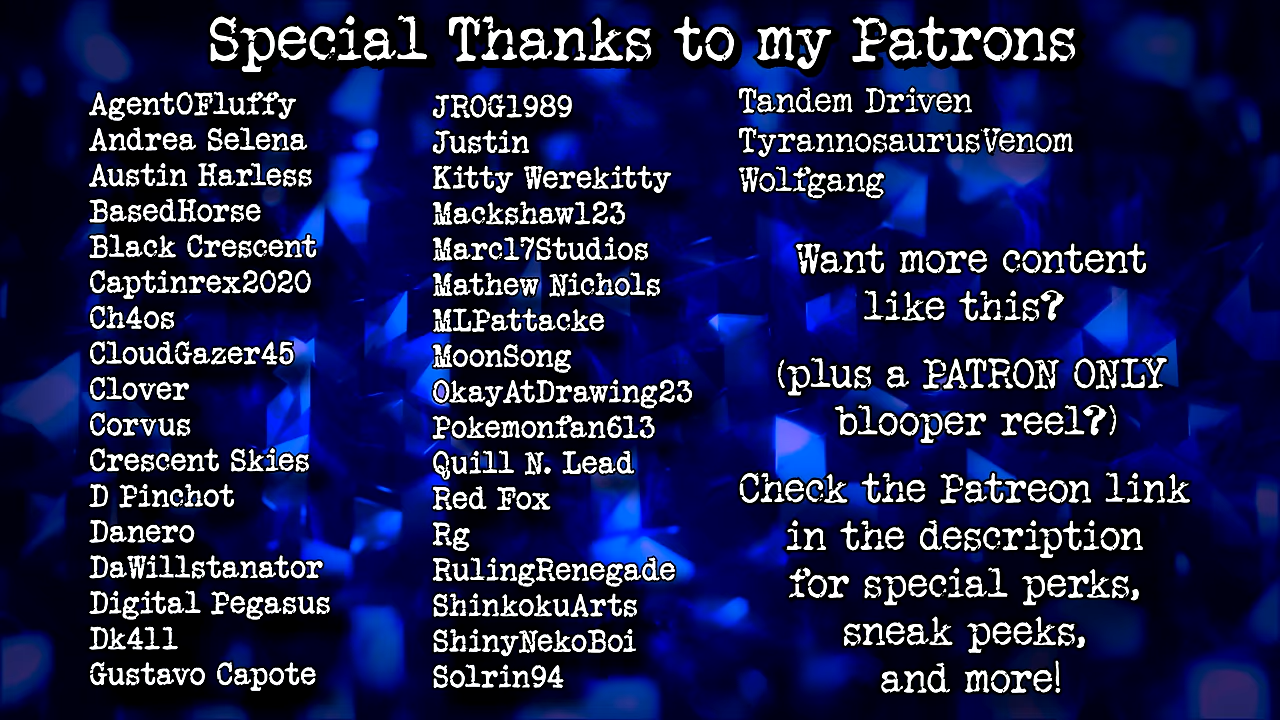 Special Thanks to my Patrons
AgentOFluffy
Andrea Selena
Austin Harless
BasedHorse
Black Crescent
Captinrex2020
Ch4os
CloudGazer45
Clover
Corvus
Crescent Skies
D Pinchot
Danero
DaWillstanator
Digital Pegasus
Dk4ll
Gustavo Capote
JROG1989
Justin
Kitty Werekitty
Mackshaw123
Marc17Studios
Mathew Nichols
MLPattacke
MoonSong
OkayAtDrawing23
Pokemonfan613
Quill N. Lead
Red Fox
Rg
RulingRenegade
ShinkokuArts
ShinyNekoBoi
Solrin94
Tandem Driven
TyrannosaurusVenom
Wolfgang
Want more content
like this?
(plus a PATRON ONLY
blooper reel?)
Check the Patreon link
in the description
for special perks,
sneak peeks,
and more!